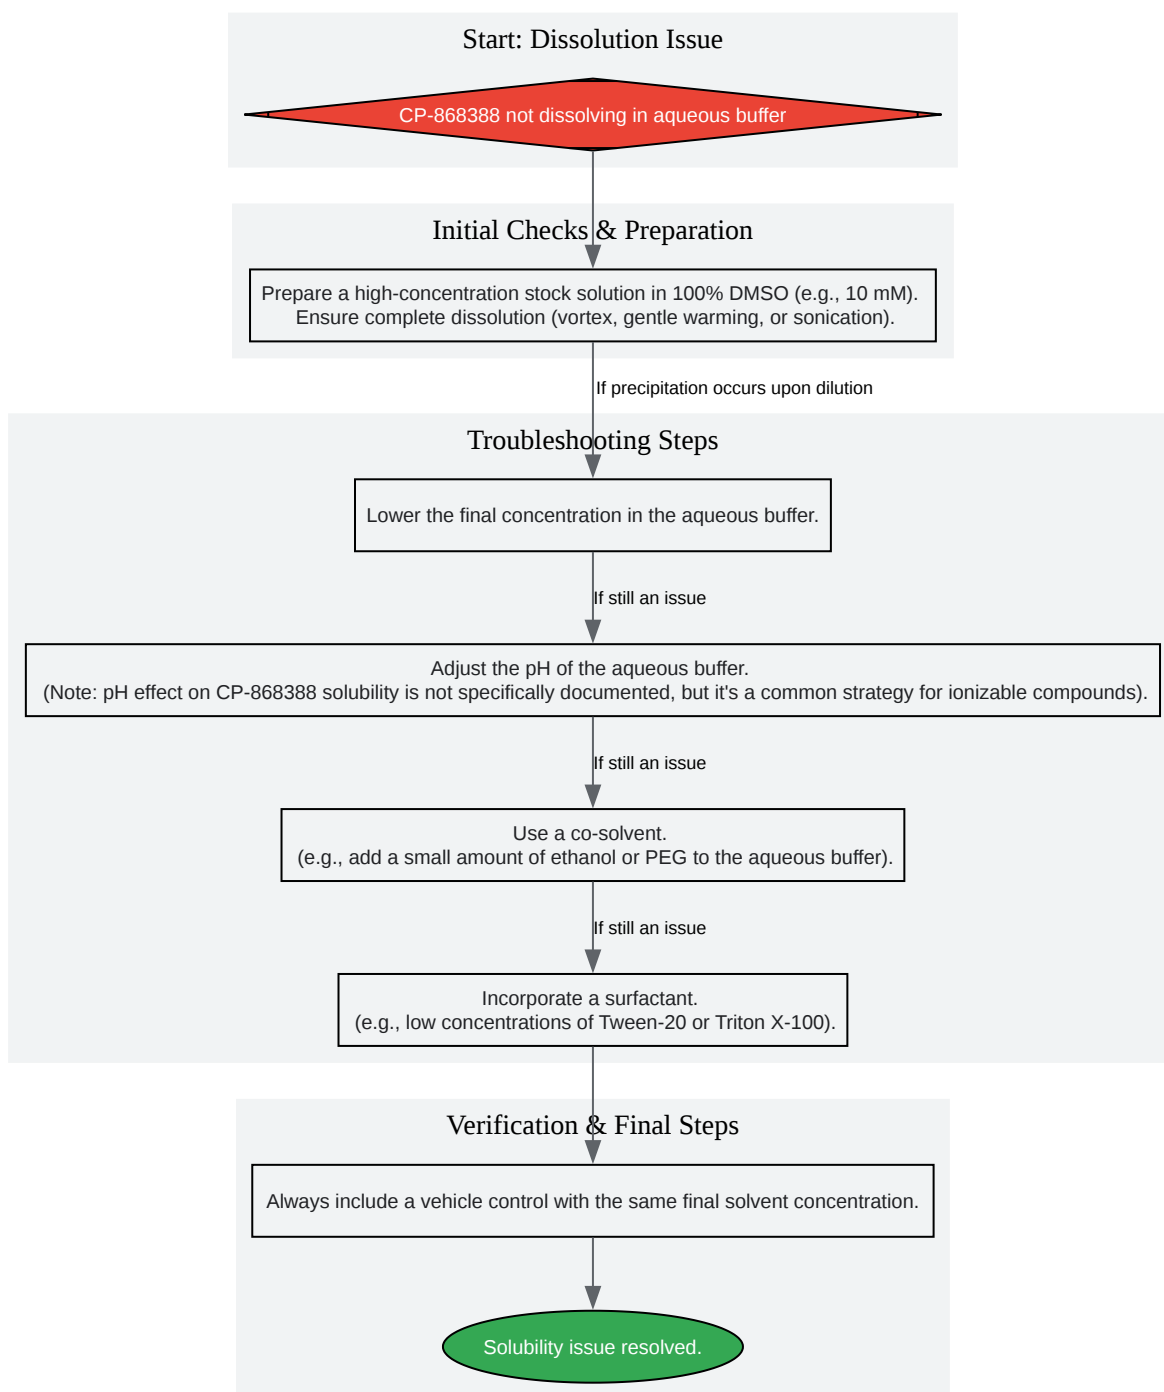 Start: Dissolution Issue
CP-868388 not dissolving in aqueous buffer
Initial Checks & Preparation
Prepare a high-concentration stock solution in 100% DMSO (e.g., 10 mM).
Ensure complete dissolution (vortex, gentle warming, or sonication).
If precipitation occurs upon dilution
Troubleshooting Steps
Lower the final concentration in the aqueous buffer.
If still an issue
Adjust the pH of the aqueous buffer.
(Note: pH effect on CP-868388 solubility is not specifically documented, but it's a common strategy for ionizable compounds).
If still an issue
Use a co-solvent.
(e.g., add a small amount of ethanol or PEG to the aqueous buffer).
If still an issue
Incorporate a surfactant.
(e.g., low concentrations of Tween-20 or Triton X-100).
Verification & Final Steps
Always include a vehicle control with the same final solvent concentration.
Solubility issue resolved.